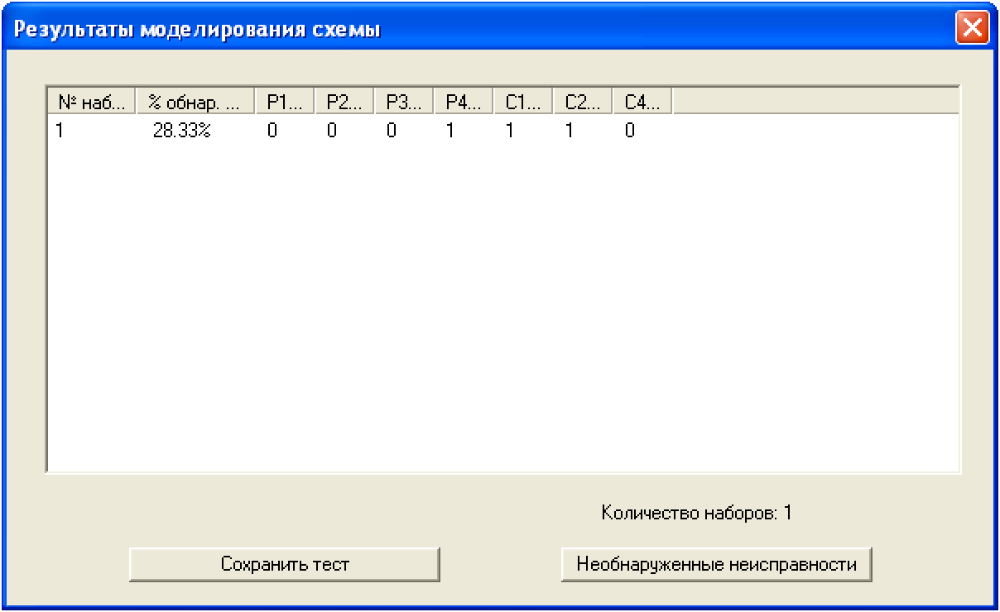 Результаты моделирования схемы
№ наб... % обнар. ... P1... P2... P3... P4... C1... C2... C4...
1 28.33% 0 0 0 1 1 1 0
Количество наборов: 1
Сохранить тест Необнаруженные неисправности